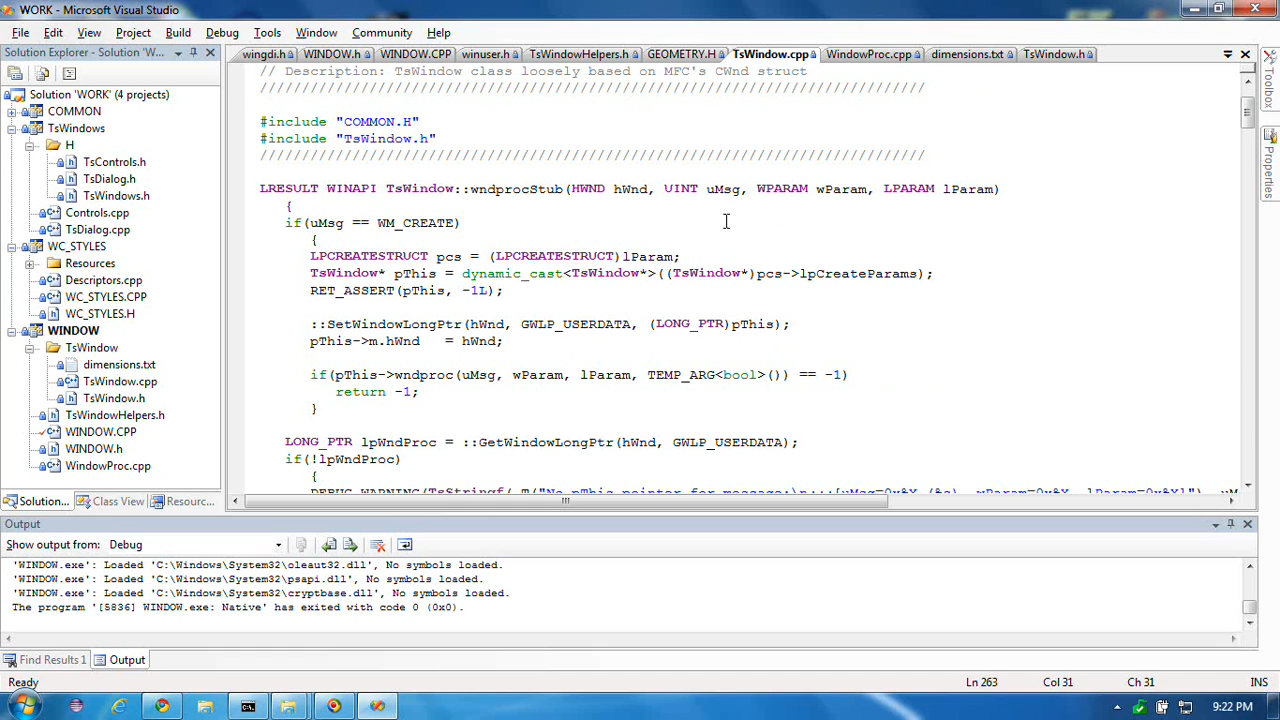 WORK - Microsoft Visual Studio
File Edit View Project Build Debug Tools Window Community Help
Solution Explorer - Solution 'W...
wingdi.h WINDOW.h WINDOW.CPP winuser.h TsWindowHelpers.h GEOMETRY.H TsWindow.cpp WindowProc.cpp dimensions.txt TsWindow.h
Solution 'WORK' (4 projects)
COMMON
TsWindows
H
TsControls.h
TsDialog.h
TsWindows.h
Controls.cpp
TsDialog.cpp
WC_STYLES
Resources
Descriptors.cpp
WC_STYLES.CPP
WC_STYLES.H
WINDOW
TsWindow
dimensions.txt
TsWindow.cpp
TsWindow.h
TsWindowHelpers.h
WINDOW.CPP
WINDOW.h
WindowProc.cpp
Solution... Class View Resourc...
// Description: TsWindow class loosely based on MFC's CWnd struct
///////////////////////////////////////////////////////////////////////////////
#include "COMMON.H"
#include "TsWindow.h"
///////////////////////////////////////////////////////////////////////////////
LRESULT WINAPI TsWindow::wndprocStub(HWND hWnd, UINT uMsg, WPARAM wParam, LPARAM lParam)
{
if(uMsg == WM_CREATE)
{
LPCREATESTRUCT pcs = (LPCREATESTRUCT)lParam;
TsWindow* pThis = dynamic_cast<TsWindow*>((TsWindow*)pcs->lpCreateParams);
RET_ASSERT(pThis, -1L);
::SetWindowLongPtr(hWnd, GWLP_USERDATA, (LONG_PTR)pThis);
pThis->m.hWnd = hWnd;
if(pThis->wndproc(uMsg, wParam, lParam, TEMP_ARG<bool>()) == -1)
return -1;
}
LONG_PTR lpWndProc = ::GetWindowLongPtr(hWnd, GWLP_USERDATA);
if(!lpWndProc)
{
Toolbox
Properties
Output
Show output from: Debug
'WINDOW.exe': Loaded 'C:\Windows\System32\oleaut32.dll', No symbols loaded.
'WINDOW.exe': Loaded 'C:\Windows\System32\psapi.dll', No symbols loaded.
'WINDOW.exe': Loaded 'C:\Windows\System32\cryptbase.dll', No symbols loaded.
The program '[5836] WINDOW.exe: Native' has exited with code 0 (0x0).
Find Results 1 Output
Ready Ln 263 Col 31 Ch 31 INS
9:22 PM